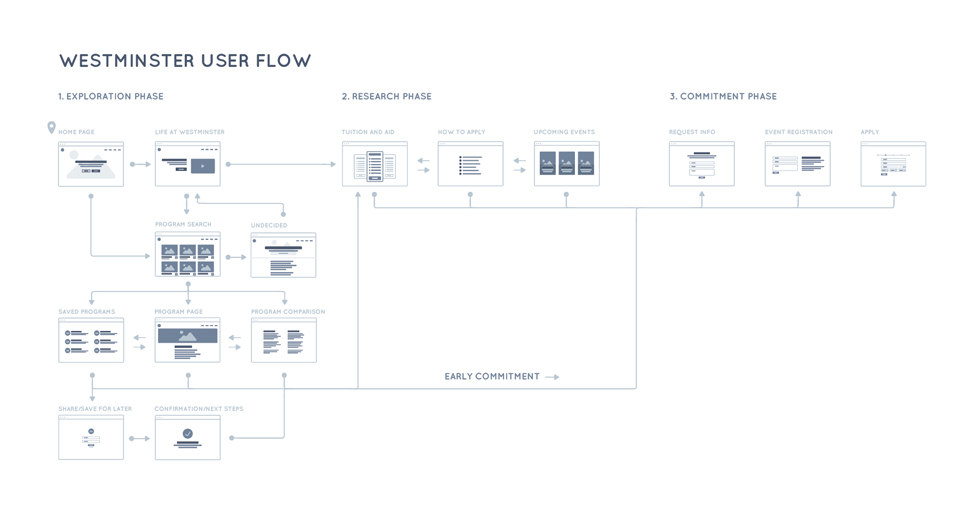 WESTMINSTER USER FLOW
1. EXPLORATION PHASE
2. RESEARCH PHASE
3. COMMITMENT PHASE
HOME PAGE
LIFE AT WESTMINSTER
TUITION AND AID
HOW TO APPLY
UPCOMING EVENTS
REQUEST INFO
EVENT REGISTRATION
APPLY
PROGRAM SEARCH
UNDECIDED
SAVED PROGRAMS
PROGRAM PAGE
PROGRAM COMPARISON
EARLY COMMITMENT
SHARE/SAVE FOR LATER
CONFIRMATION/NEXT STEPS